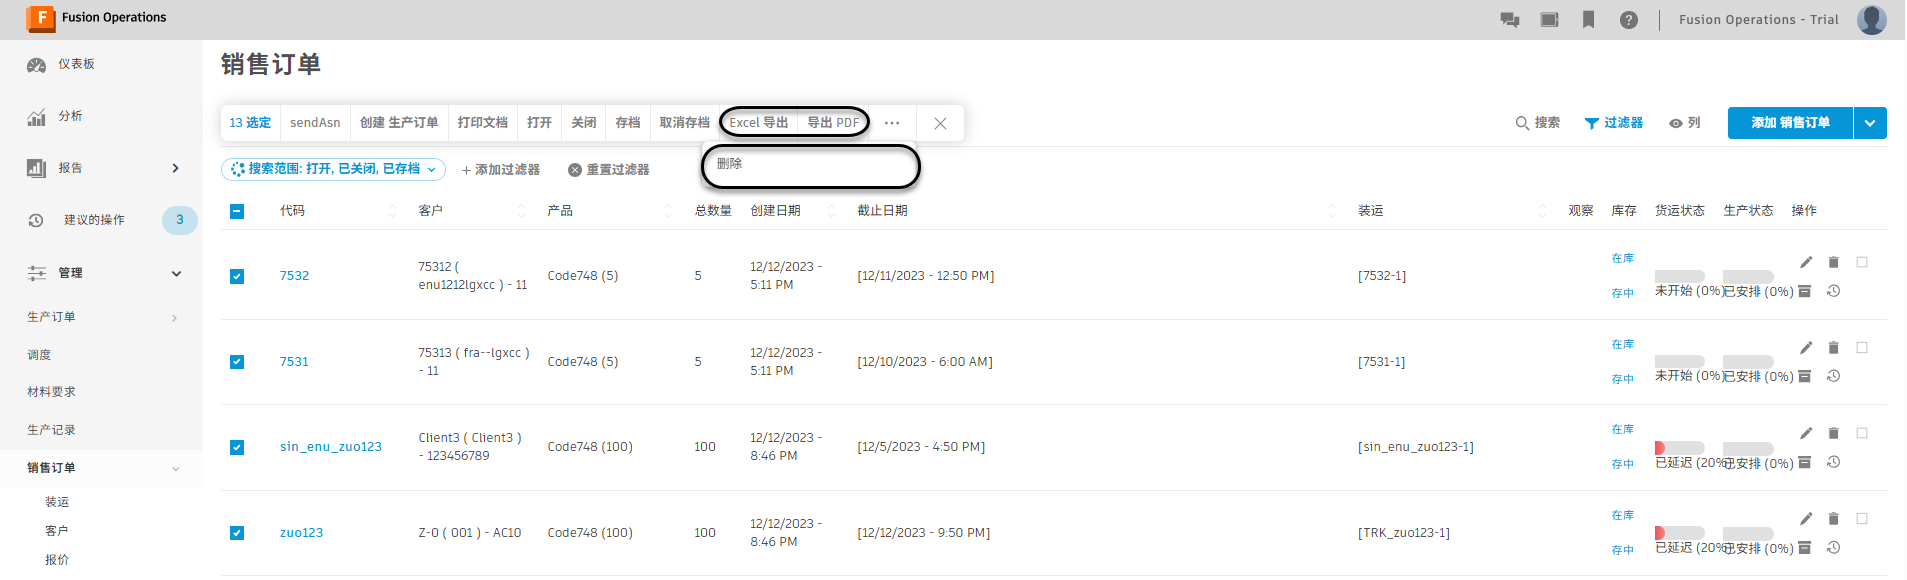 Fusion Operations
Fusion Operations - Trial
仪表板
分析
报告
建议的操作 3
管理
生产订单
调度
材料要求
生产记录
销售订单
装运
客户
报价
销售订单
13 选定 sendAsn 创建 生产订单 打印文档 打开 关闭 存档 取消存档 Excel 导出 导出 PDF ...
搜索 过滤器 列 添加 销售订单
删除
搜索范围: 打开, 已关闭, 已存档 + 添加过滤器 重置过滤器
代码 客户 产品 总数量 创建日期 截止日期 装运 观察 库存 货运状态 生产状态 操作
7532 75312 ( enu1212lgxcc ) - 11 Code748 (5) 5 12/12/2023 - 5:11 PM [12/11/2023 - 12:50 PM] [7532-1] 在库存中 未开始 (0%) 已安排 (0%)
7531 75313 ( fra--lgxcc ) - 11 Code748 (5) 5 12/12/2023 - 5:11 PM [12/10/2023 - 6:00 AM] [7531-1] 在库存中 未开始 (0%) 已安排 (0%)
sin_enu_zuo123 Client3 ( Client3 ) - 123456789 Code748 (100) 100 12/12/2023 - 8:46 PM [12/5/2023 - 4:50 PM] [sin_enu_zuo123-1] 在库存中 已延迟 (20%) 已安排 (0%)
zuo123 Z-0 ( 001 ) - AC10 Code748 (100) 100 12/12/2023 - 8:46 PM [12/12/2023 - 9:50 PM] [TRK_zuo123-1] 在库存中 已延迟 (20%) 已安排 (0%)